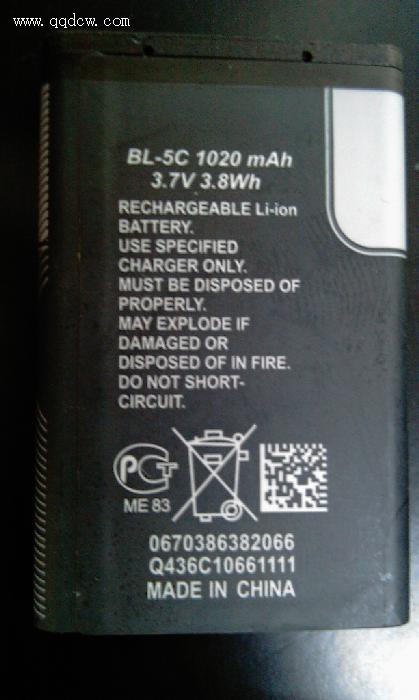 www.qqdcw.com
BL-5C 1020 mAh
3.7V 3.8Wh
RECHARGEABLE Li-ion
BATTERY.
USE SPECIFIED
CHARGER ONLY.
MUST BE DISPOSED OF
PROPERLY.
MAY EXPLODE IF
DAMAGED OR
DISPOSED OF IN FIRE.
DO NOT SHORT-
CIRCUIT.
PCT
ME 83
0670386382066
Q436C10661111
MADE IN CHINA